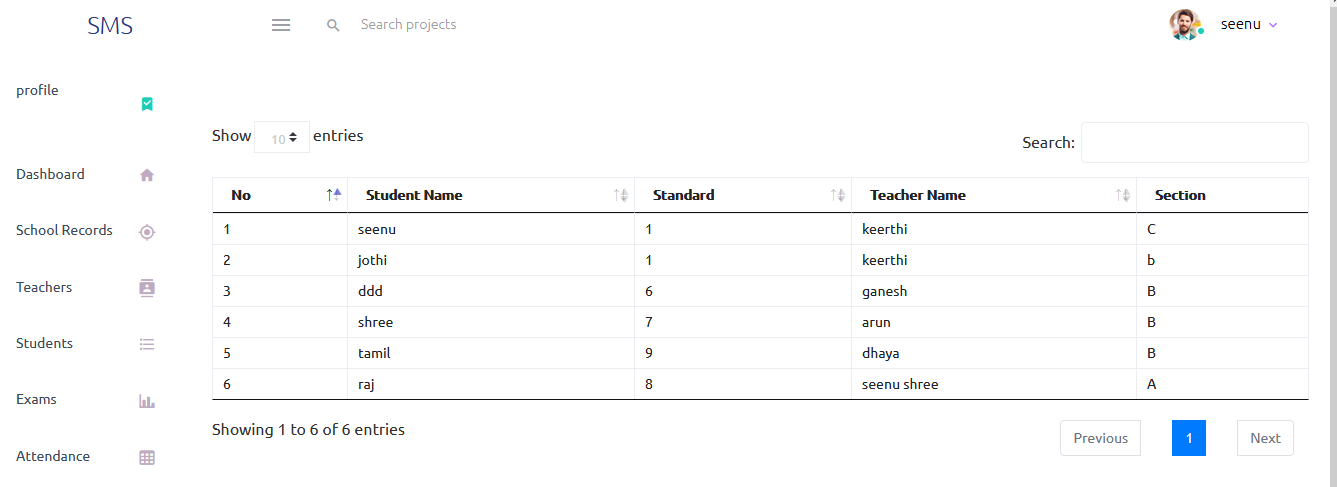 SMS Search projects seenu
profile
Show 10 entries Search:
Dashboard
No Student Name Standard Teacher Name Section
1 seenu 1 keerthi C
School Records
2 jothi 1 keerthi b
Teachers
3 ddd 6 ganesh B
4 shree 7 arun B
Students
5 tamil 9 dhaya B
6 raj 8 seenu shree A
Exams
Showing 1 to 6 of 6 entries Previous 1 Next
Attendance